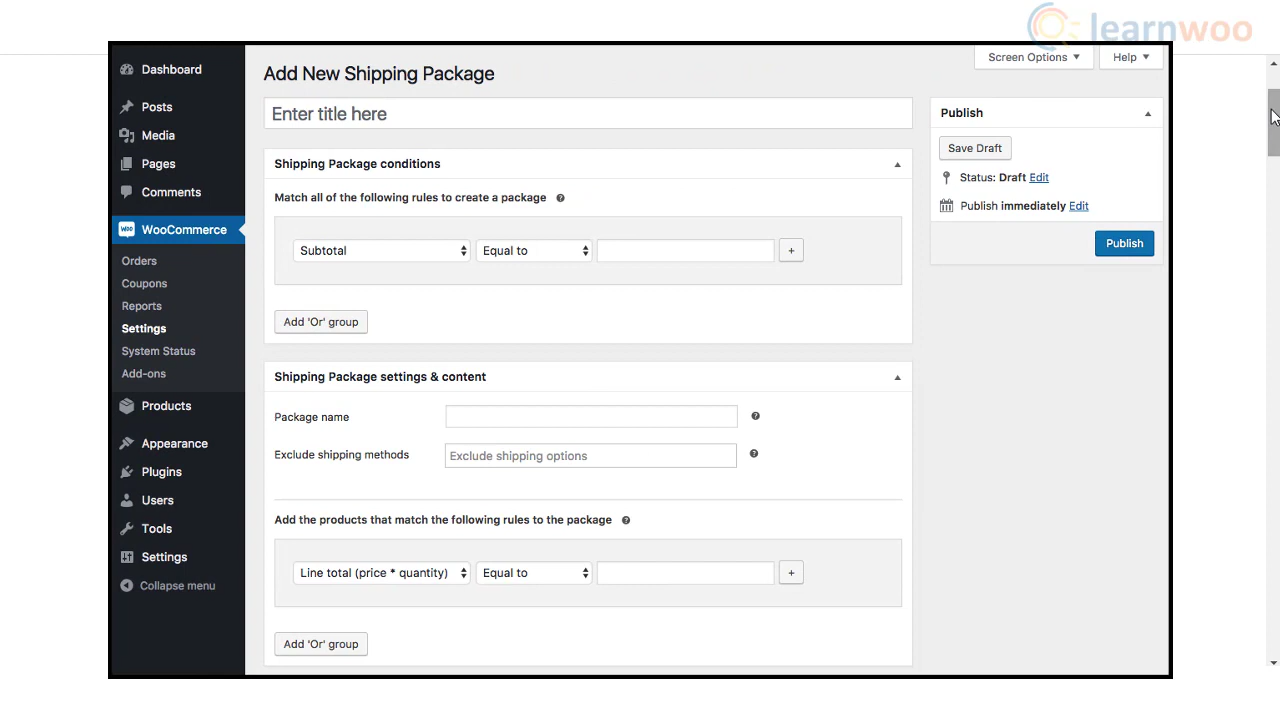 learnwoo
Dashboard
Posts
Media
Pages
Comments
WooCommerce
Orders
Coupons
Reports
Settings
System Status
Add-ons
Products
Appearance
Plugins
Users
Tools
Settings
Collapse menu
Screen Options
Help
Add New Shipping Package
Enter title here
Shipping Package conditions
Match all of the following rules to create a package ?
Subtotal Equal to +
Add 'Or' group
Shipping Package settings & content
Package name ?
Exclude shipping methods Exclude shipping options ?
Add the products that match the following rules to the package ?
Line total (price * quantity) Equal to +
Add 'Or' group
Publish
Save Draft
Status: Draft Edit
Publish immediately Edit
Publish